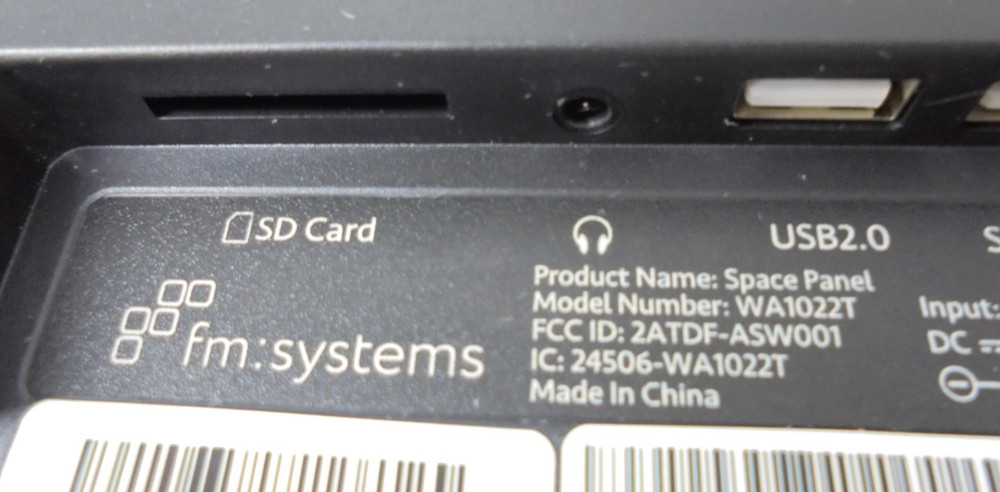 SD Card
USB2.0
fm:systems
Product Name: Space Panel
Model Number: WA1022T
FCC ID: 2ATDF-ASW001
IC: 24506-WA1022T
Made In China
Input:
DC